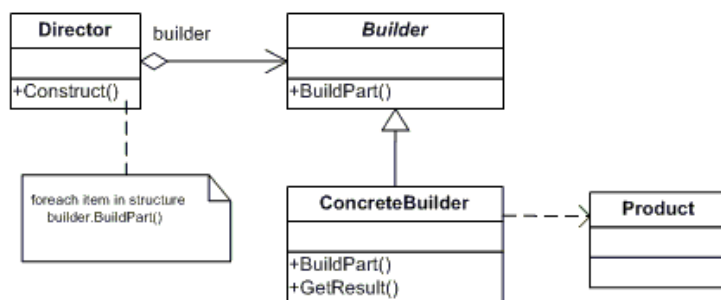 Director
builder
Builder
+Construct()
+BuildPart()
foreach item in structure
builder.BuildPart()
ConcreteBuilder
Product
+BuildPart()
+GetResult()